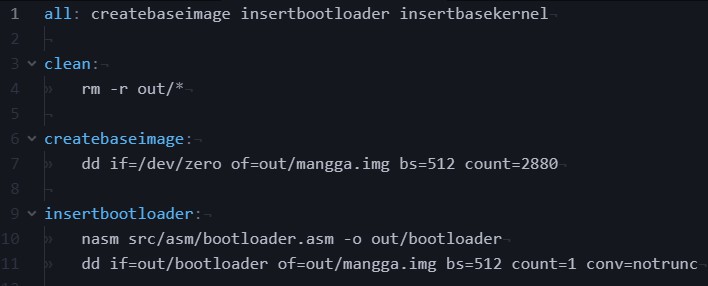 1 all: createbaseimage insertbootloader insertbasekernel
2
3 clean:
4 rm -r out/*
5
6 createbaseimage:
7 dd if=/dev/zero of=out/mangga.img bs=512 count=2880
8
9 insertbootloader:
10 nasm src/asm/bootloader.asm -o out/bootloader
11 dd if=out/bootloader of=out/mangga.img bs=512 count=1 conv=notrunc